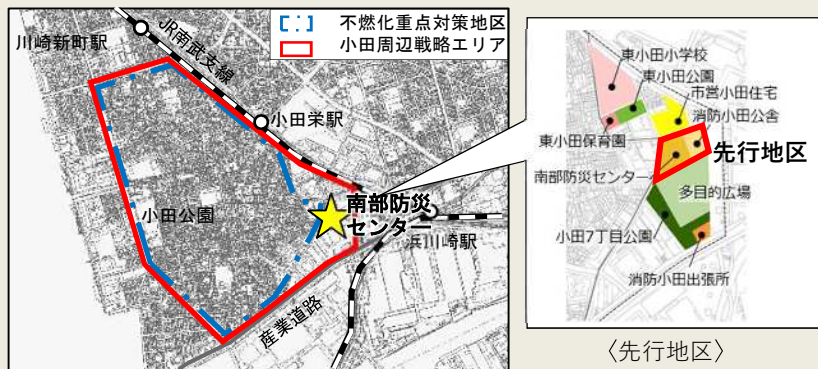 不燃化重点対策地区
小田周辺戦略エリア
川崎新町駅
JR南武支線
小田栄駅
小田公園
南部防災
センター
浜川崎駅
産業道路
東小田小学校
東小田公園
市営小田住宅
消防小田公舎
東小田保育園
先行地区
南部防災センター
多目的広場
小田7丁目公園
消防小田出張所
〈先行地区〉